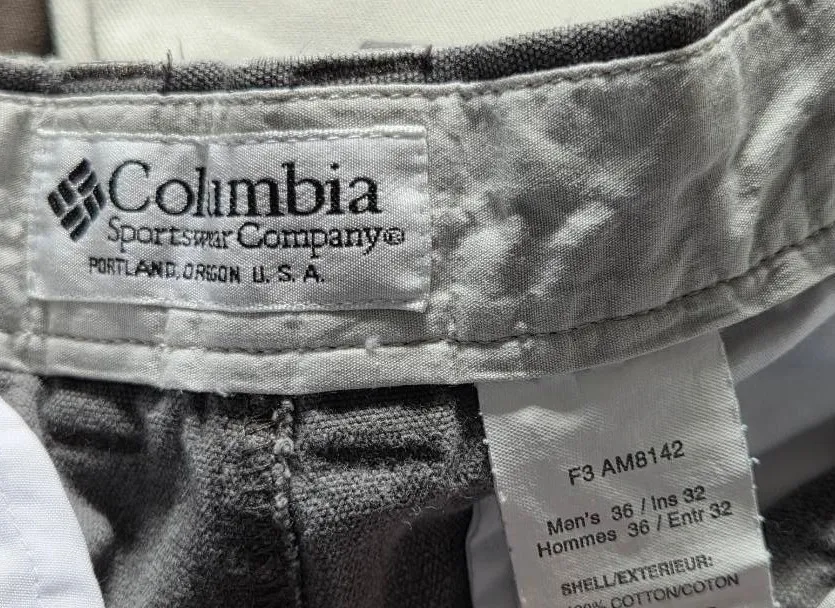 Columbia
Sportswear Company®
PORTLAND, OREGON U. S. A.
F3 AM8142
Men's 36 / Ins 32
Hommes 36 / Entr 32
SHELL/EXTERIEUR:
100% COTTON/COTON